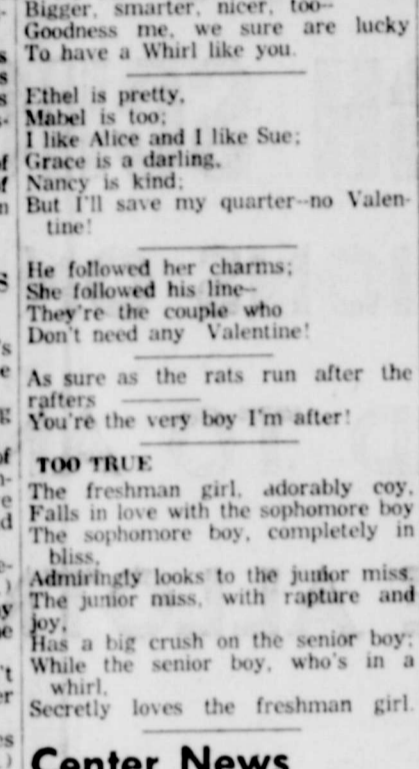 Bigger, smarter, nicer, too--
Goodness me, we sure are lucky
To have a Whirl like you.
Ethel is pretty,
Mabel is too;
I like Alice and I like Sue;
Grace is a darling,
Nancy is kind;
But I'll save my quarter--no Valen-
tine!
He followed her charms;
She followed his line--
They're the couple who
Don't need any Valentine!
As sure as the rats run after the
rafters
You're the very boy I'm after!
TOO TRUE
The freshman girl, adorably coy,
Falls in love with the sophomore boy
The sophomore boy, completely in
bliss,
Admiringly looks to the junior miss.
The junior miss, with rapture and
joy,
Has a big crush on the senior boy;
While the senior boy, who's in a
whirl,
Secretly loves the freshman girl.
Center News